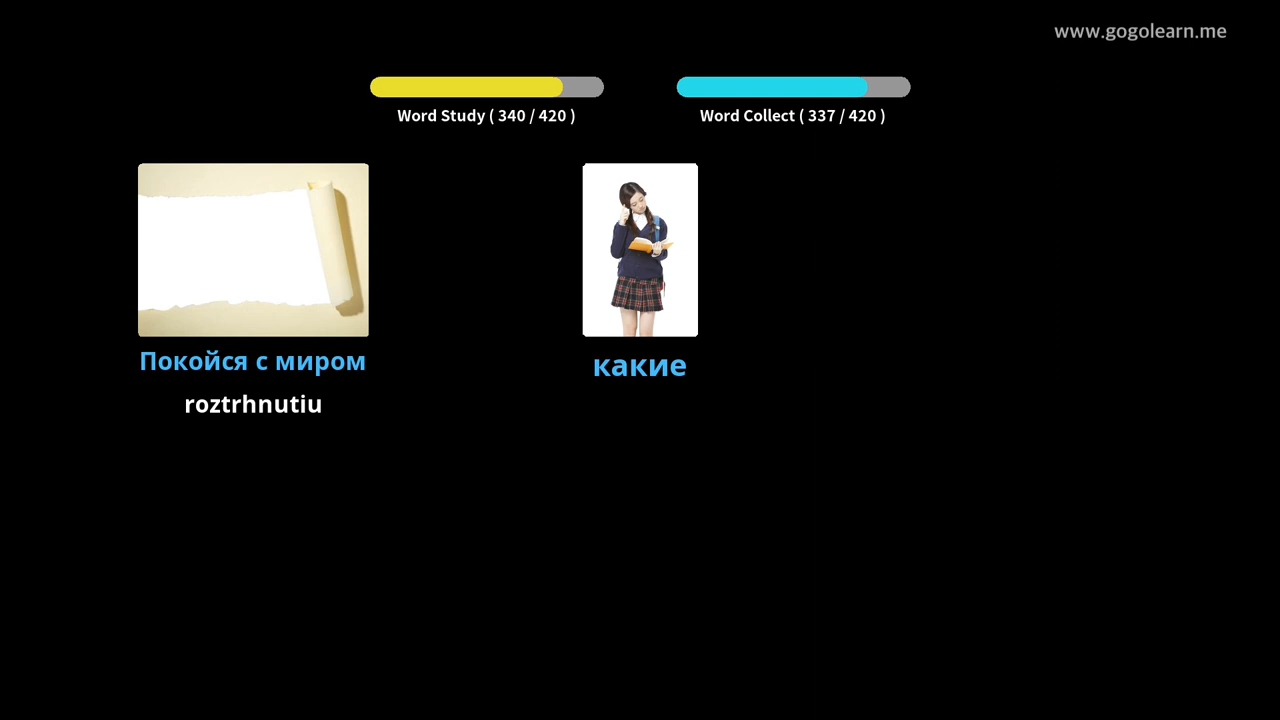 www.gogolearn.me
Word Study ( 340 / 420 )
Word Collect ( 337 / 420 )
Покойся с миром
roztrhnutiu
какие